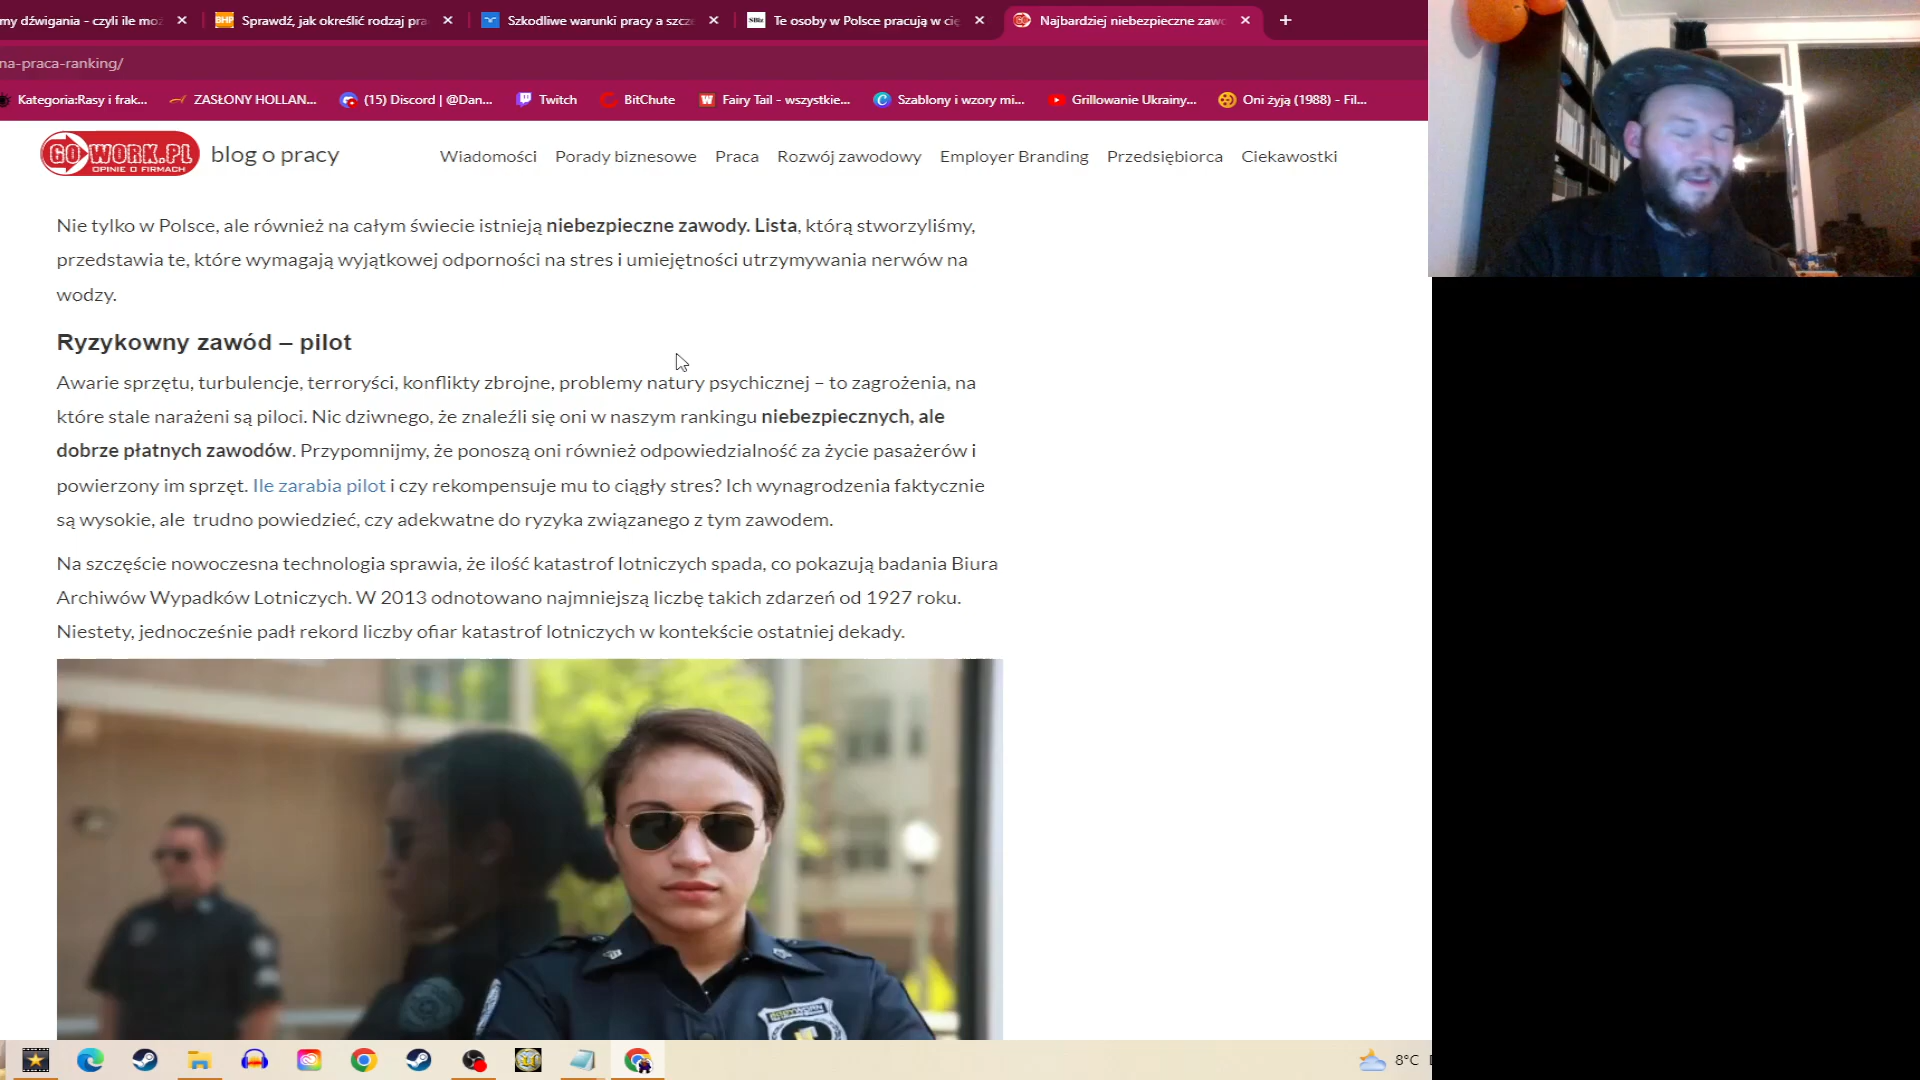 my dźwigania - czyli ile moż
BHP
Sprawdź, jak określić rodzaj pra
Szkodliwe warunki pracy a szcze
SBiz
Te osoby w Polsce pracują w cię
Najbardziej niebezpieczne zawo
na-praca-ranking/
Kategoria:Rasy i frak...
ZASŁONY HOLLAN...
(15) Discord | @Dan...
Twitch
BitChute
W
Fairy Tail - wszystkie...
Szablony i wzory mi...
Grillowanie Ukrainy...
Oni żyją (1988) - Fil...
GOWORK.PL
OPINIE O FIRMACH
blog o pracy
Wiadomości Porady biznesowe Praca Rozwój zawodowy Employer Branding Przedsiębiorca Ciekawostki
Nie tylko w Polsce, ale również na całym świecie istnieją niebezpieczne zawody. Lista, którą stworzyliśmy,
przedstawia te, które wymagają wyjątkowej odporności na stres i umiejętności utrzymywania nerwów na
wodzy.
Ryzykowny zawód – pilot
Awarie sprzętu, turbulencje, terroryści, konflikty zbrojne, problemy natury psychicznej – to zagrożenia, na
które stale narażeni są piloci. Nic dziwnego, że znaleźli się oni w naszym rankingu niebezpiecznych, ale
dobrze płatnych zawodów. Przypomnijmy, że ponoszą oni również odpowiedzialność za życie pasażerów i
powierzony im sprzęt. Ile zarabia pilot i czy rekompensuje mu to ciągły stres? Ich wynagrodzenia faktycznie
są wysokie, ale  trudno powiedzieć, czy adekwatne do ryzyka związanego z tym zawodem.
Na szczęście nowoczesna technologia sprawia, że ilość katastrof lotniczych spada, co pokazują badania Biura
Archiwów Wypadków Lotniczych. W 2013 odnotowano najmniejszą liczbę takich zdarzeń od 1927 roku.
Niestety, jednocześnie padł rekord liczby ofiar katastrof lotniczych w kontekście ostatniej dekady.
8°C